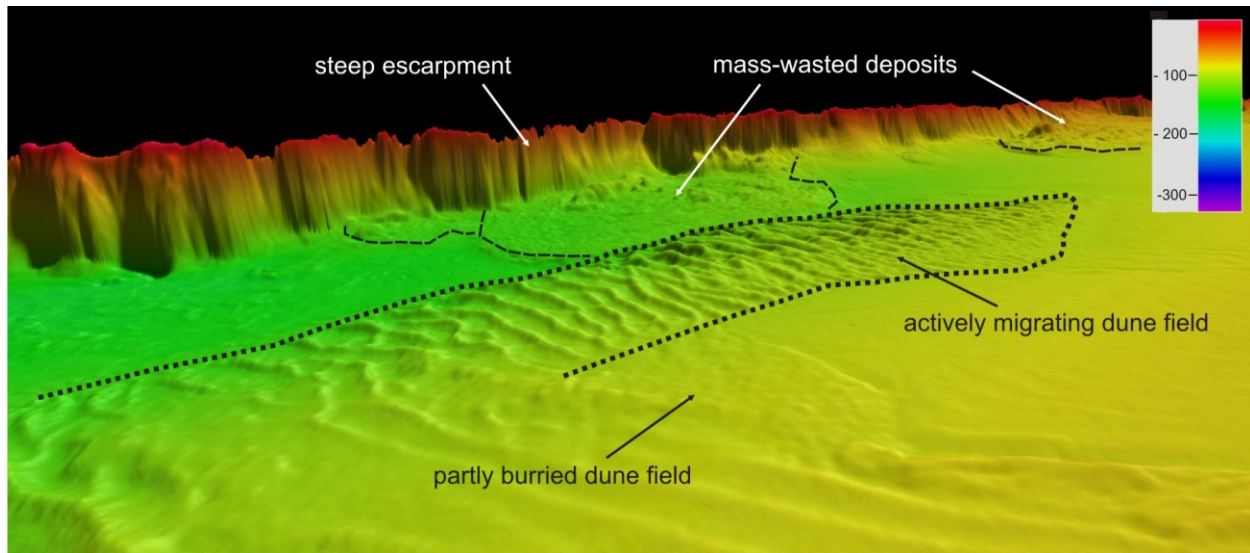 steep escarpment
mass-wasted deposits
- 100
- 200
-300
actively migrating dune field
partly burried dune field